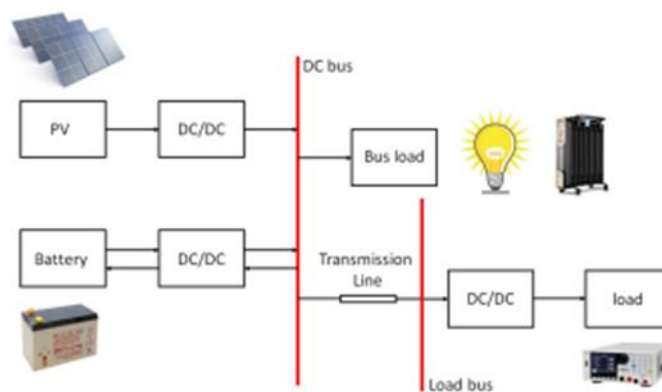 DC bus
PV
DC/DC
Bus load
Battery
DC/DC
Transmission
Line
DC/DC
load
Load bus